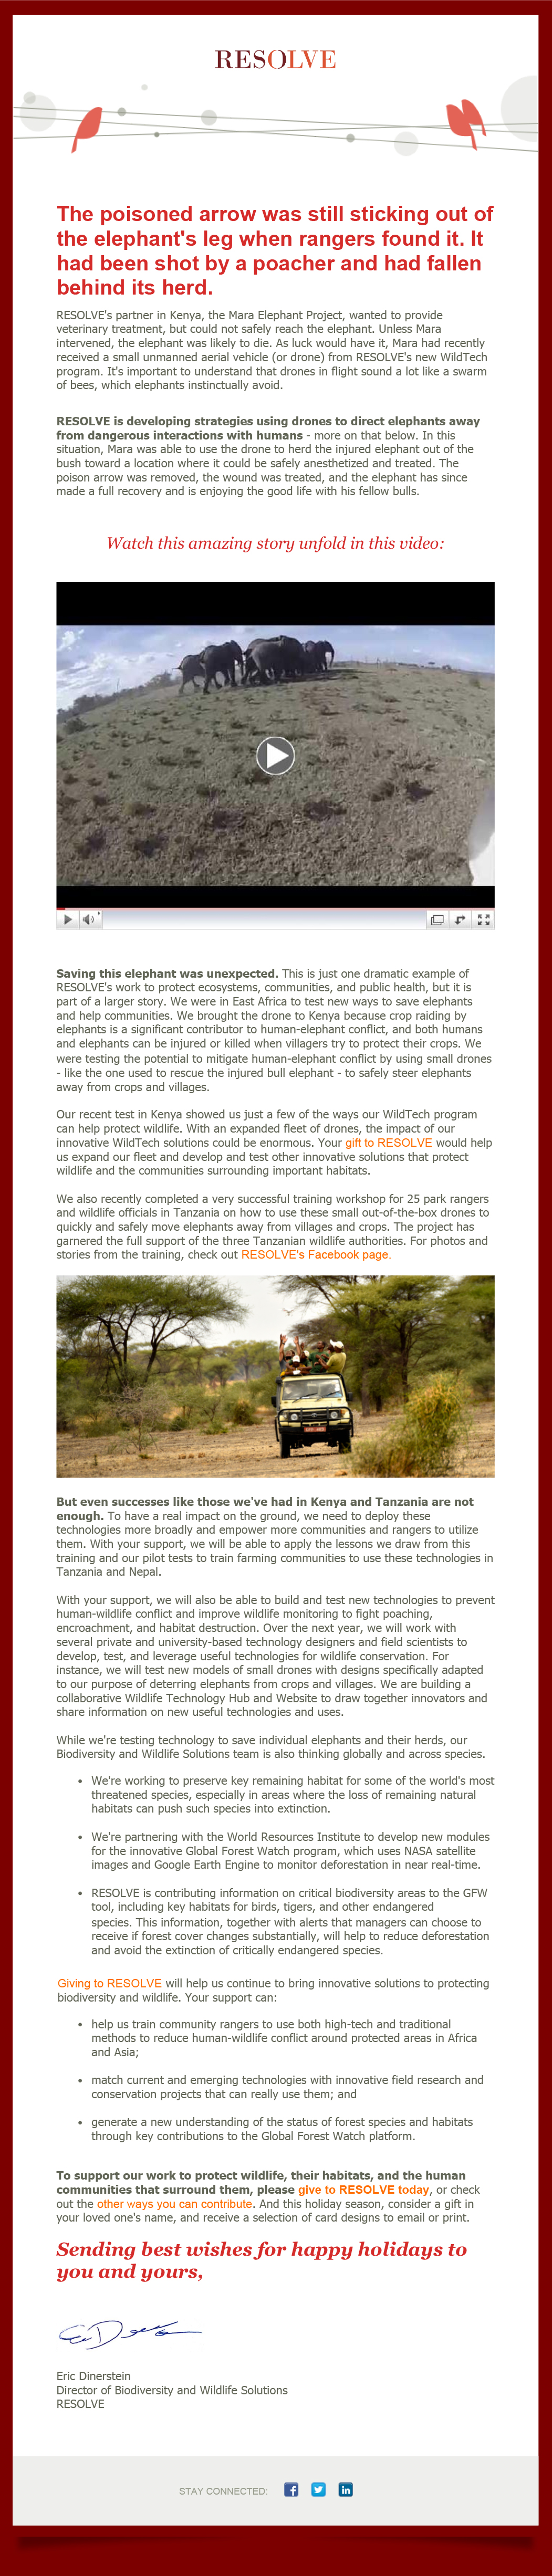 RESOLVE
The poisoned arrow was still sticking out of
the elephant's leg when rangers found it. It
had been shot by a poacher and had fallen
behind its herd.
RESOLVE's partner in Kenya, the Mara Elephant Project, wanted to provide
veterinary treatment, but could not safely reach the elephant. Unless Mara
intervened, the elephant was likely to die. As luck would have it, Mara had recently
received a small unmanned aerial vehicle (or drone) from RESOLVE's new WildTech
program. It's important to understand that drones in flight sound a lot like a swarm
of bees, which elephants instinctually avoid.
RESOLVE is developing strategies using drones to direct elephants away
from dangerous interactions with humans - more on that below. In this
situation, Mara was able to use the drone to herd the injured elephant out of the
bush toward a location where it could be safely anesthetized and treated. The
poison arrow was removed, the wound was treated, and the elephant has since
made a full recovery and is enjoying the good life with his fellow bulls.
Watch this amazing story unfold in this video:
Saving this elephant was unexpected. This is just one dramatic example of
RESOLVE's work to protect ecosystems, communities, and public health, but it is
part of a larger story. We were in East Africa to test new ways to save elephants
and help communities. We brought the drone to Kenya because crop raiding by
elephants is a significant contributor to human-elephant conflict, and both humans
and elephants can be injured or killed when villagers try to protect their crops. We
were testing the potential to mitigate human-elephant conflict by using small drones
- like the one used to rescue the injured bull elephant - to safely steer elephants
away from crops and villages.
Our recent test in Kenya showed us just a few of the ways our WildTech program
can help protect wildlife. With an expanded fleet of drones, the impact of our
innovative WildTech solutions could be enormous. Your gift to RESOLVE would help
us expand our fleet and develop and test other innovative solutions that protect
wildlife and the communities surrounding important habitats.
We also recently completed a very successful training workshop for 25 park rangers
and wildlife officials in Tanzania on how to use these small out-of-the-box drones to
quickly and safely move elephants away from villages and crops. The project has
garnered the full support of the three Tanzanian wildlife authorities. For photos and
stories from the training, check out RESOLVE's Facebook page.
But even successes like those we've had in Kenya and Tanzania are not
enough. To have a real impact on the ground, we need to deploy these
technologies more broadly and empower more communities and rangers to utilize
them. With your support, we will be able to apply the lessons we draw from this
training and our pilot tests to train farming communities to use these technologies in
Tanzania and Nepal.
With your support, we will also be able to build and test new technologies to prevent
human-wildlife conflict and improve wildlife monitoring to fight poaching,
encroachment, and habitat destruction. Over the next year, we will work with
several private and university-based technology designers and field scientists to
develop, test, and leverage useful technologies for wildlife conservation. For
instance, we will test new models of small drones with designs specifically adapted
to our purpose of deterring elephants from crops and villages. We are building a
collaborative Wildlife Technology Hub and Website to draw together innovators and
share information on new useful technologies and uses.
While we're testing technology to save individual elephants and their herds, our
Biodiversity and Wildlife Solutions team is also thinking globally and across species.
• We're working to preserve key remaining habitat for some of the world's most
threatened species, especially in areas where the loss of remaining natural
habitats can push such species into extinction.
• We're partnering with the World Resources Institute to develop new modules
for the innovative Global Forest Watch program, which uses NASA satellite
images and Google Earth Engine to monitor deforestation in near real-time.
• RESOLVE is contributing information on critical biodiversity areas to the GFW
tool, including key habitats for birds, tigers, and other endangered
species. This information, together with alerts that managers can choose to
receive if forest cover changes substantially, will help to reduce deforestation
and avoid the extinction of critically endangered species.
Giving to RESOLVE will help us continue to bring innovative solutions to protecting
biodiversity and wildlife. Your support can:
• help us train community rangers to use both high-tech and traditional
methods to reduce human-wildlife conflict around protected areas in Africa
and Asia;
• match current and emerging technologies with innovative field research and
conservation projects that can really use them; and
• generate a new understanding of the status of forest species and habitats
through key contributions to the Global Forest Watch platform.
To support our work to protect wildlife, their habitats, and the human
communities that surround them, please give to RESOLVE today, or check
out the other ways you can contribute. And this holiday season, consider a gift in
your loved one's name, and receive a selection of card designs to email or print.
Sending best wishes for happy holidays to
you and yours,
Eric Dinerstein
Director of Biodiversity and Wildlife Solutions
RESOLVE
STAY CONNECTED: